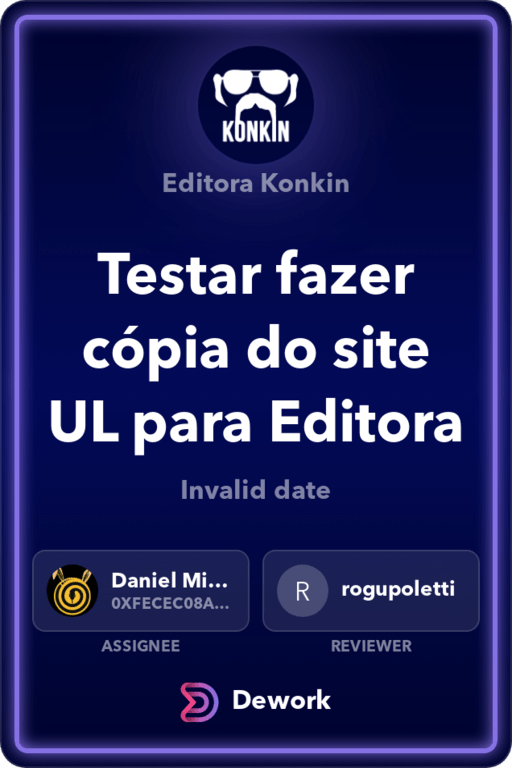 KONKIN
Editora Konkin
Testar fazer
cópia do site
UL para Editora
Invalid date
Daniel Mi...
0XFECEC08A...
R
rogupoletti
ASSIGNEE
REVIEWER
Dework